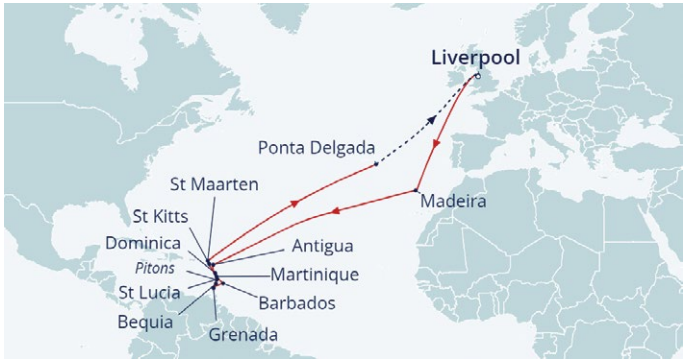 Liverpool
Ponta Delgada
St Maarten
Madeira
St Kitts
Dominica
Antigua
Pitons
Martinique
St Lucia
Barbados
Bequia
Grenada